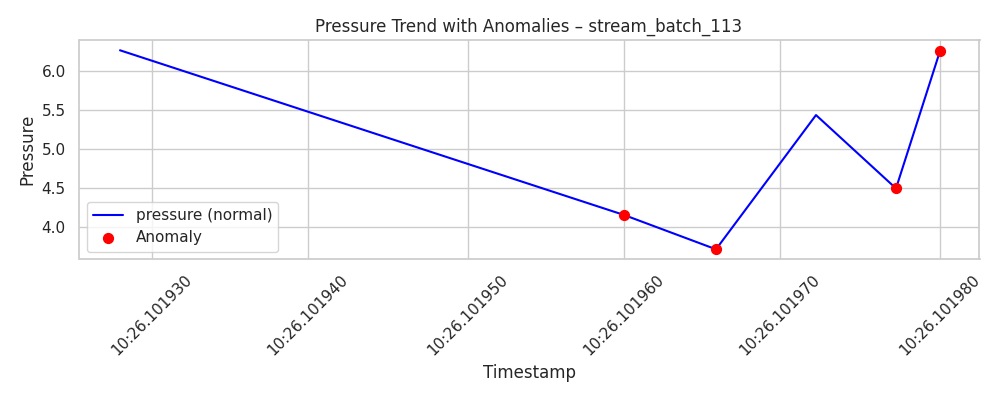 Pressure Trend with Anomalies – stream_batch_113
Pressure
6.0
5.5
5.0
4.5
4.0
pressure (normal)
Anomaly
10:26.101930
10:26.101940
10:26.101950
10:26.101960
10:26.101970
10:26.101980
Timestamp